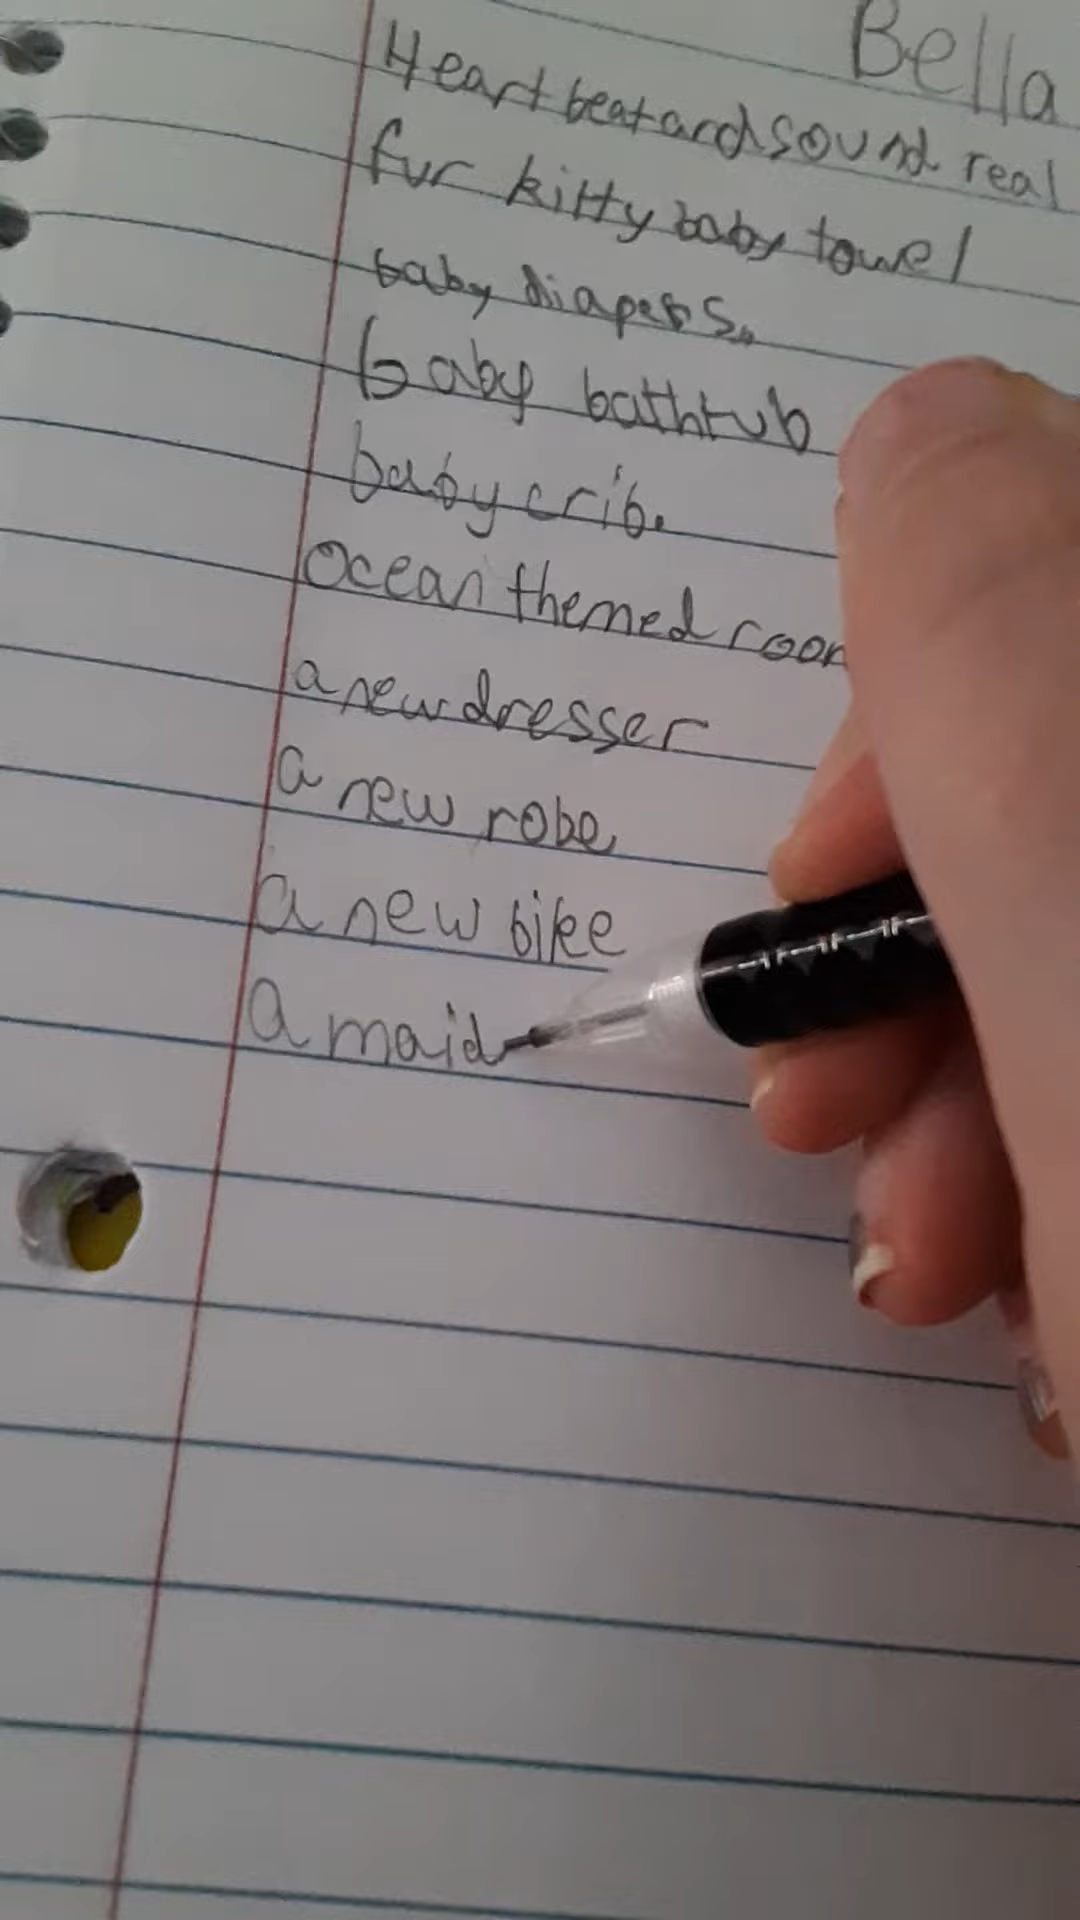 Bella
Heart beat and sound real
fur kitty baby towel
baby diapers.
baby bathtub
baby crib.
Ocean themed room
a new dresser
a new robe
a new bike
a maid